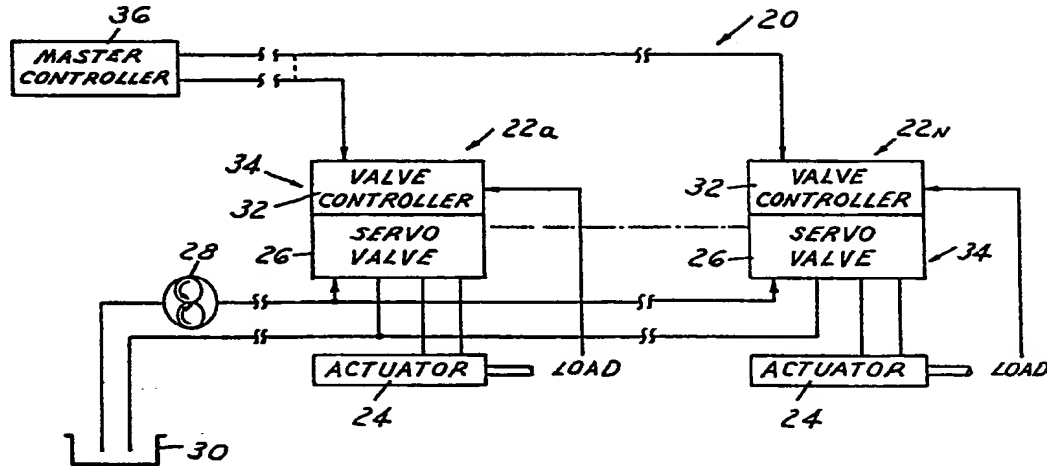 36
20
MASTER CONTROLLER
22a
22N
34
32
VALVE CONTROLLER
32
VALVE CONTROLLER
28
26
SERVO VALVE
26
SERVO VALVE
34
ACTUATOR
LOAD
ACTUATOR
LOAD
24
24
30